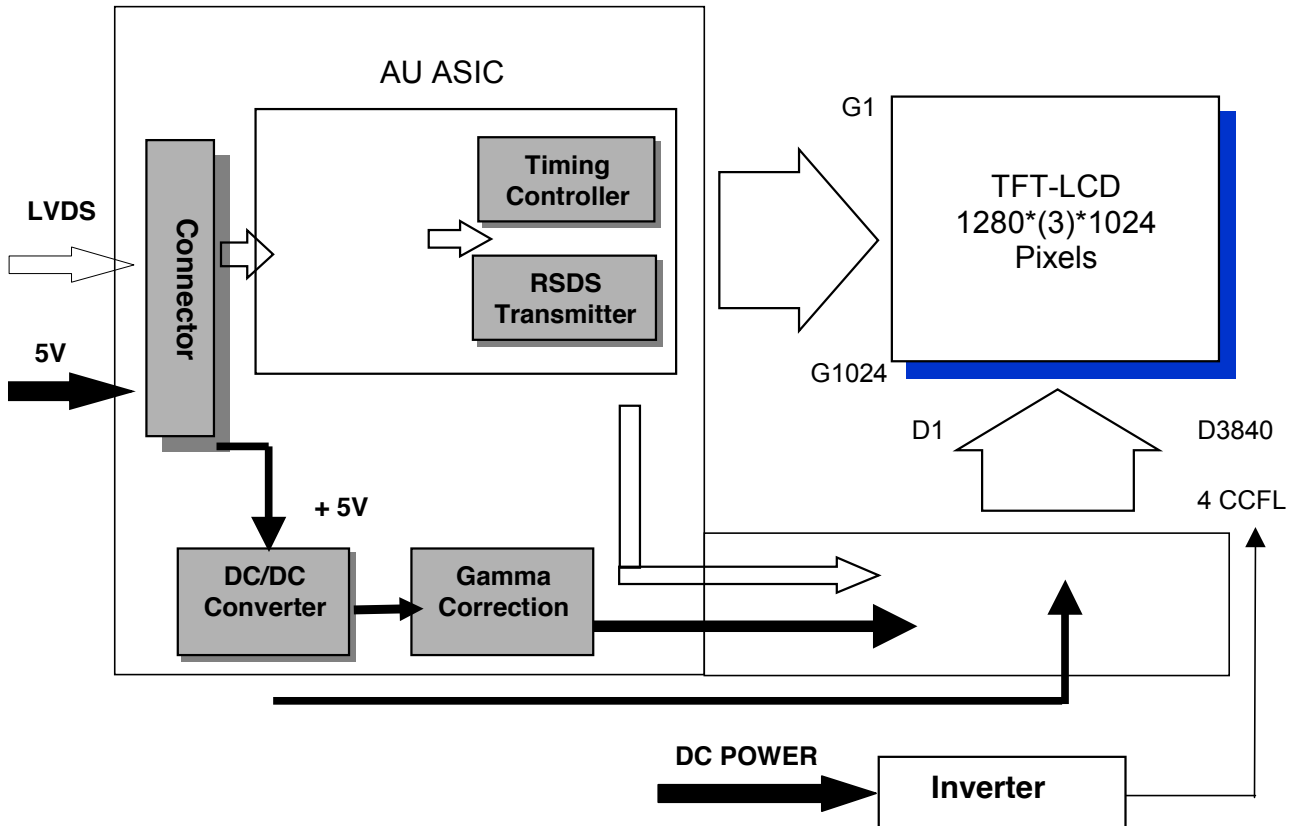 AU ASIC
G1
Timing
Controller
TFT-LCD
1280*(3)*1024
Pixels
LVDS
Connector
RSDS
Transmitter
5V
G1024
D1
D3840
+ 5V
4 CCFL
DC/DC
Converter
Gamma
Correction
DC POWER
Inverter